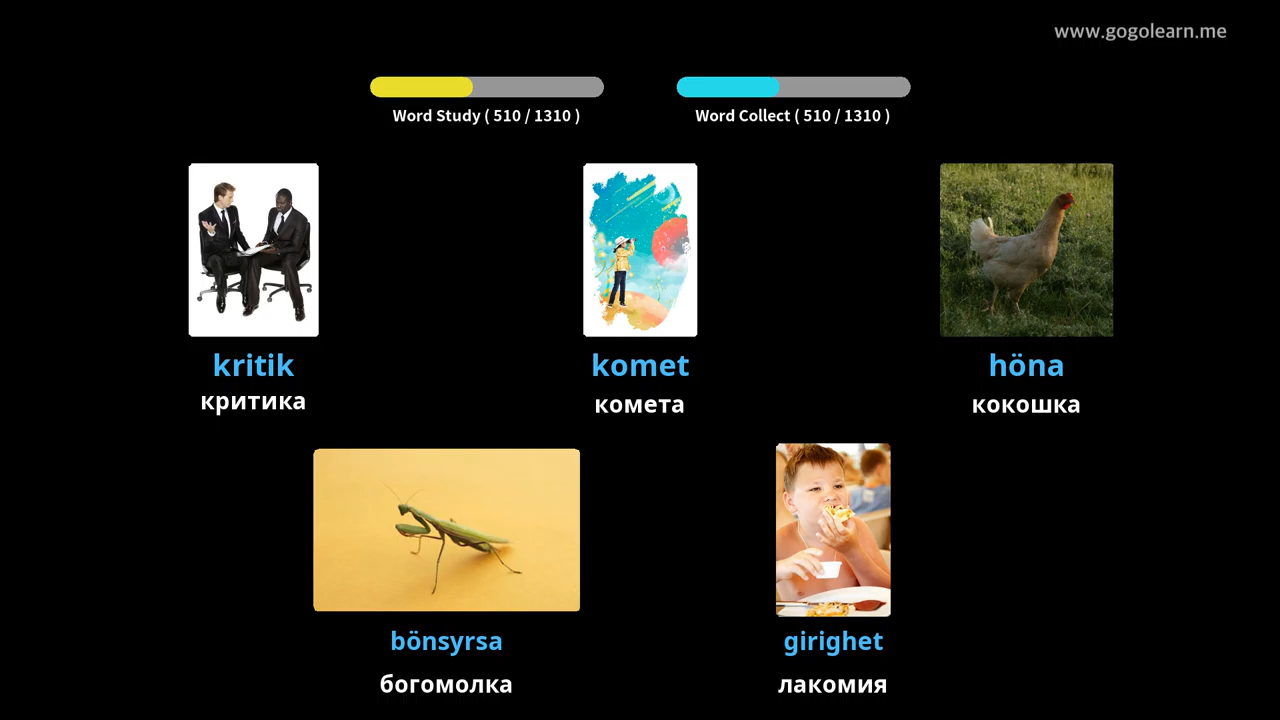 www.gogolearn.me
Word Study ( 510 / 1310 )
Word Collect ( 510 / 1310 )
kritik
критика
komet
комета
höna
кокошка
bönsyrsa
богомолка
girighet
лакомия